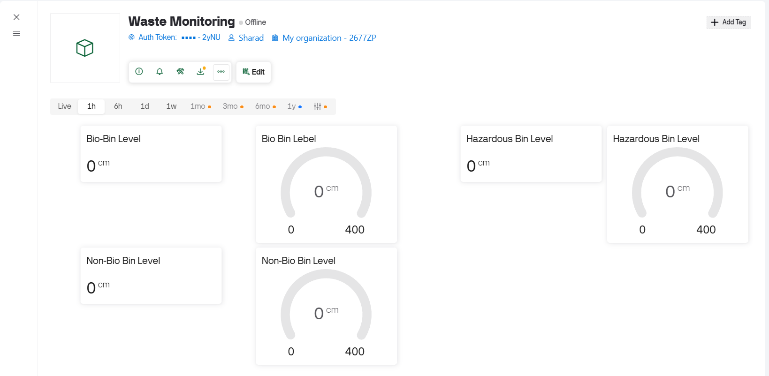 Waste Monitoring Offline
Add Tag
Auth Token: •••• - 2yNU Sharad My organization - 2677ZP
Edit
Live 1h 6h 1d 1w 1mo 3mo 6mo 1y
Bio-Bin Level
0 cm
Bio Bin Lebel
0 cm
0 400
Hazardous Bin Level
0 cm
Hazardous Bin Level
0 cm
0 400
Non-Bio Bin Level
0 cm
Non-Bio Bin Level
0 cm
0 400